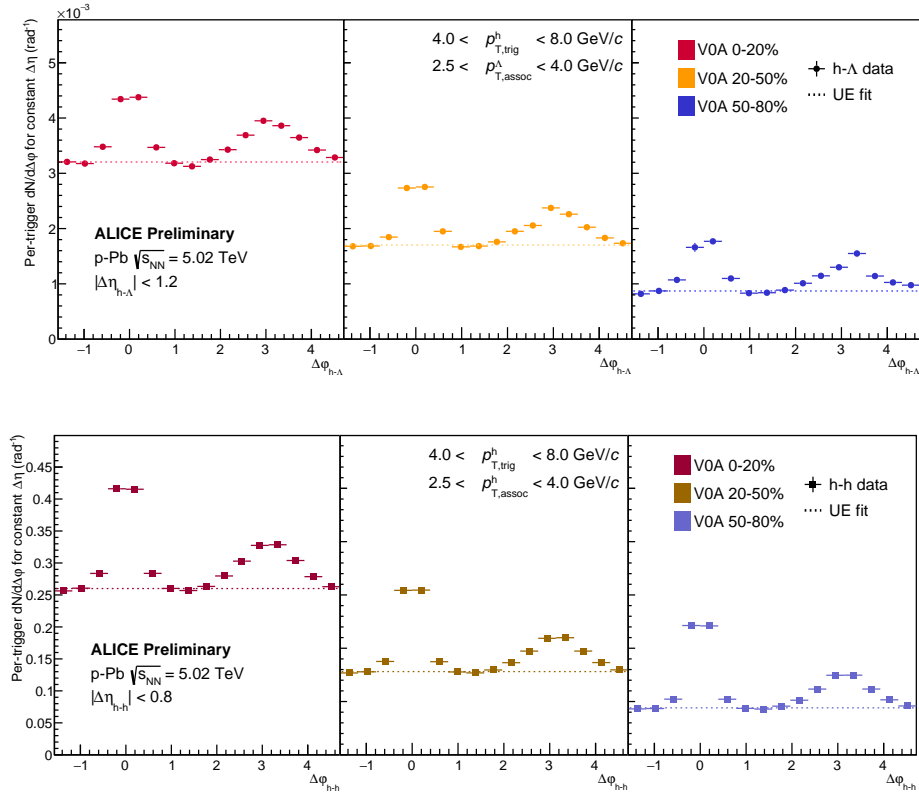 ×10⁻³
Per-trigger dN/dΔφ for constant Δη (rad⁻¹)
5
4
3
2
1
0
ALICE Preliminary
p-Pb √s_NN = 5.02 TeV
|Δη_h-Λ| < 1.2
4.0 < p^h_T,trig < 8.0 GeV/c
2.5 < p^Λ_T,assoc < 4.0 GeV/c
V0A 0-20%
V0A 20-50%
V0A 50-80%
h-Λ data
UE fit
−1 0 1 2 3 4
−1 0 1 2 3 4
−1 0 1 2 3 4
Δφ_h-Λ
Δφ_h-Λ
Δφ_h-Λ
Per-trigger dN/dΔφ for constant Δη (rad⁻¹)
0.45
0.4
0.35
0.3
0.25
0.2
0.15
0.1
0.05
0
ALICE Preliminary
p-Pb √s_NN = 5.02 TeV
|Δη_h-h| < 0.8
4.0 < p^h_T,trig < 8.0 GeV/c
2.5 < p^h_T,assoc < 4.0 GeV/c
V0A 0-20%
V0A 20-50%
V0A 50-80%
h-h data
UE fit
−1 0 1 2 3 4
−1 0 1 2 3 4
−1 0 1 2 3 4
Δφ_h-h
Δφ_h-h
Δφ_h-h